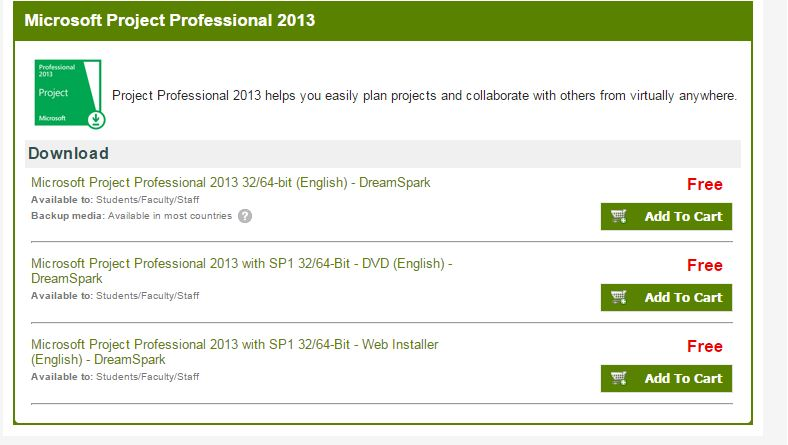 Microsoft Project Professional 2013
Professional
2013
Project
Microsoft
Project Professional 2013 helps you easily plan projects and collaborate with others from virtually anywhere.
Download
Microsoft Project Professional 2013 32/64-bit (English) - DreamSpark
Free
Available to: Students/Faculty/Staff
Backup media: Available in most countries ?
Add To Cart
Microsoft Project Professional 2013 with SP1 32/64-Bit - DVD (English) -
DreamSpark
Free
Available to: Students/Faculty/Staff
Add To Cart
Microsoft Project Professional 2013 with SP1 32/64-Bit - Web Installer
(English) - DreamSpark
Free
Available to: Students/Faculty/Staff
Add To Cart